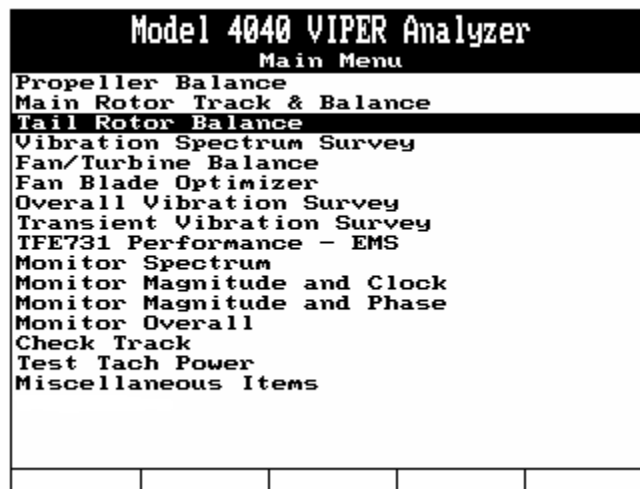 Model 4040 VIPER Analyzer
Main Menu
Propeller Balance
Main Rotor Track & Balance
Tail Rotor Balance
Vibration Spectrum Survey
Fan/Turbine Balance
Fan Blade Optimizer
Overall Vibration Survey
Transient Vibration Survey
TFE731 Performance - EMS
Monitor Spectrum
Monitor Magnitude and Clock
Monitor Magnitude and Phase
Monitor Overall
Check Track
Test Tach Power
Miscellaneous Items